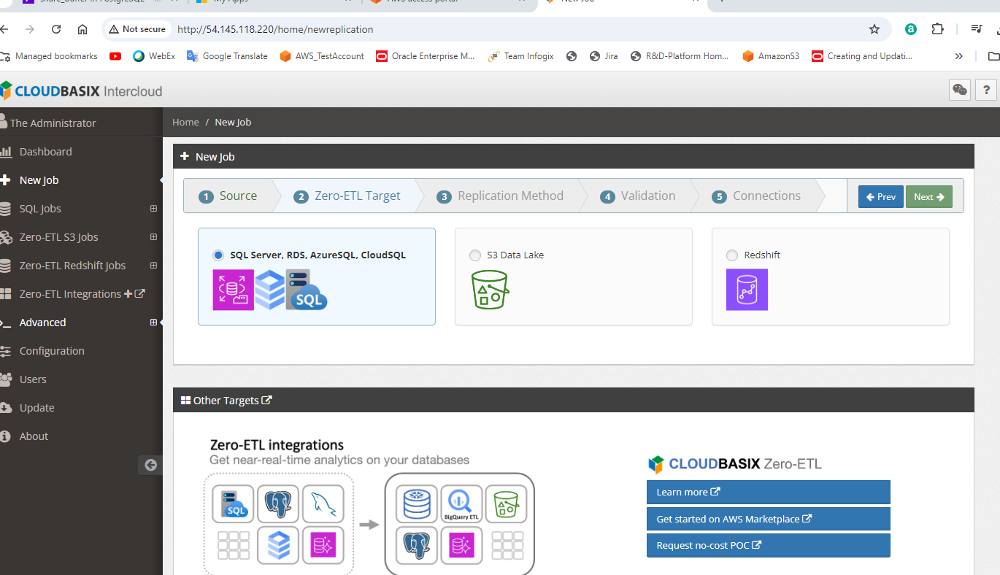 share_buffer in PostgreSQL
My Apps
AWS access portal
New Job
Not secure
http://54.145.118.220/home/newreplication
Managed bookmarks
WebEx
Google Translate
AWS_TestAccount
Oracle Enterprise M...
Team Infogix
Jira
R&D-Platform Hom...
AmazonS3
Creating and Updati...
CLOUDBASIX Intercloud
?
The Administrator
Home / New Job
Dashboard
New Job
SQL Jobs
Zero-ETL S3 Jobs
Zero-ETL Redshift Jobs
Zero-ETL Integrations
Advanced
Configuration
Users
Update
About
New Job
1 Source
2 Zero-ETL Target
3 Replication Method
4 Validation
5 Connections
Prev
Next
SQL Server, RDS, AzureSQL, CloudSQL
SQL
S3 Data Lake
Redshift
Other Targets
Zero-ETL integrations
Get near-real-time analytics on your databases
SQL
BigQuery ETL
CLOUDBASIX Zero-ETL
Learn more
Get started on AWS Marketplace
Request no-cost POC